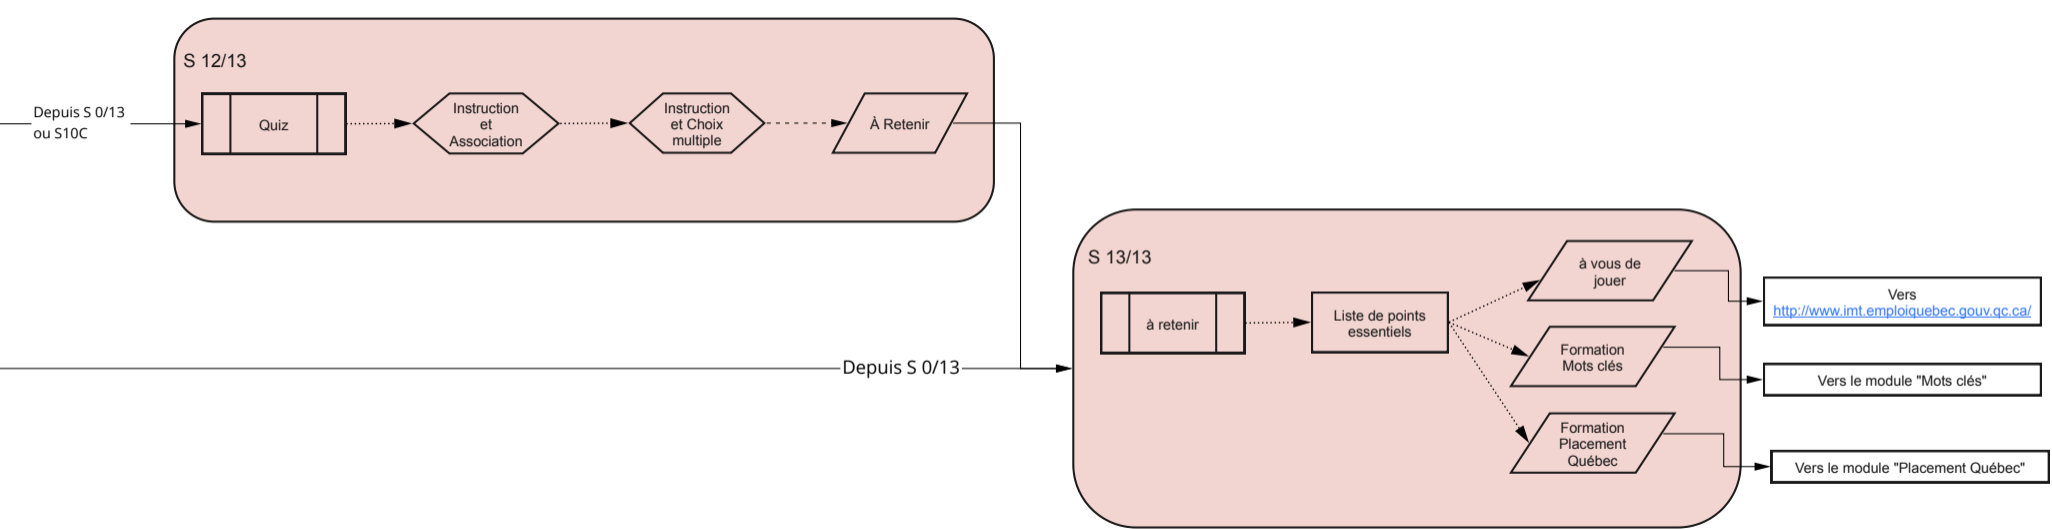 S 12/13
Depuis S 0/13
ou S10C
Quiz
Instruction
et
Association
Instruction
et Choix
multiple
À Retenir
S 13/13
à retenir
Liste de points
essentiels
à vous de
jouer
Vers
http://www.imt.emploiquebec.gouv.qc.ca/
Formation
Mots clés
Vers le module "Mots clés"
Depuis S 0/13
Formation
Placement
Québec
Vers le module "Placement Québec"